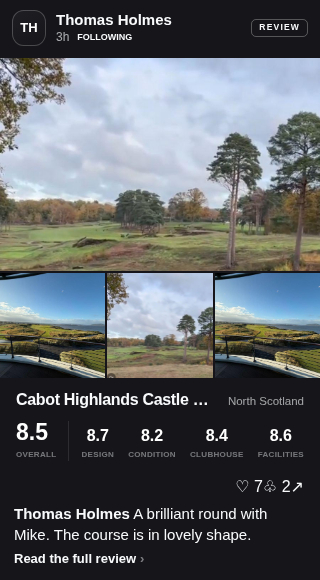 TH
Thomas Holmes
3h FOLLOWING
REVIEW
Cabot Highlands Castle ...
North Scotland
8.5 8.7 8.2 8.4 8.6
OVERALL DESIGN CONDITION CLUBHOUSE FACILITIES
♡ 7♧ 2↗
Thomas Holmes A brilliant round with
Mike. The course is in lovely shape.
Read the full review ›